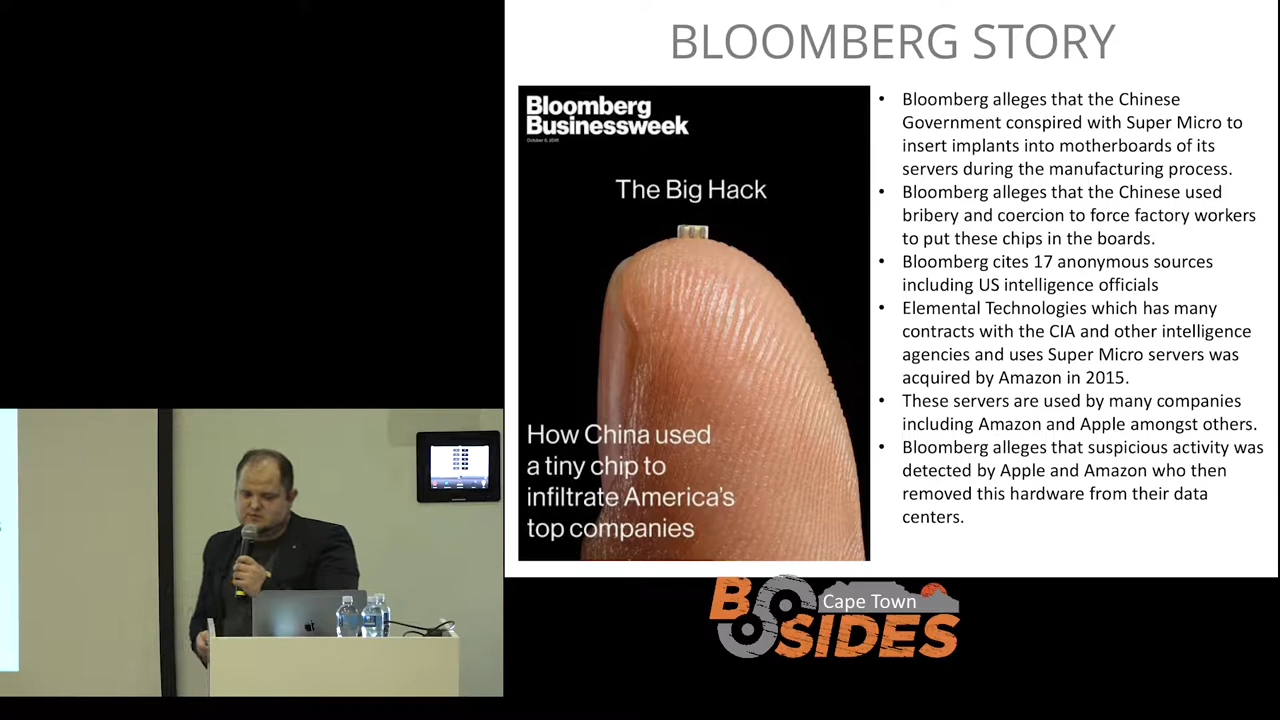 BLOOMBERG STORY
Bloomberg
Businessweek
The Big Hack
How China used
a tiny chip to
infiltrate America's
top companies
• Bloomberg alleges that the Chinese
Government conspired with Super Micro to
insert implants into motherboards of its
servers during the manufacturing process.
• Bloomberg alleges that the Chinese used
bribery and coercion to force factory workers
to put these chips in the boards.
• Bloomberg cites 17 anonymous sources
including US intelligence officials
• Elemental Technologies which has many
contracts with the CIA and other intelligence
agencies and uses Super Micro servers was
acquired by Amazon in 2015.
• These servers are used by many companies
including Amazon and Apple amongst others.
• Bloomberg alleges that suspicious activity was
detected by Apple and Amazon who then
removed this hardware from their data
centers.
B SIDES
Cape Town